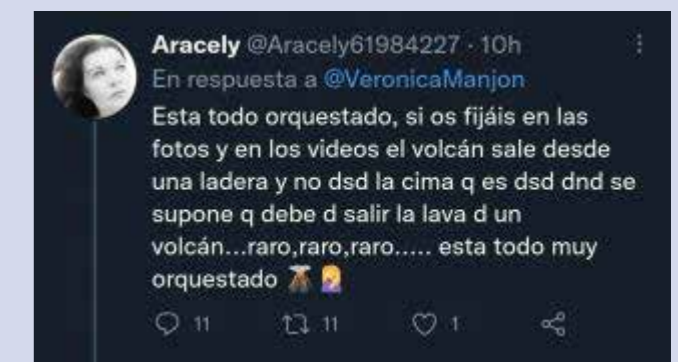 Aracely @Aracely61984227 · 10h
En respuesta a @VeronicaManjon
Esta todo orquestado, si os fijáis en las
fotos y en los videos el volcán sale desde
una ladera y no dsd la cima q es dsd dnd se
supone q debe d salir la lava d un
volcán...raro,raro,raro..... esta todo muy
orquestado 🌋 🤦‍♀️
11 11 1